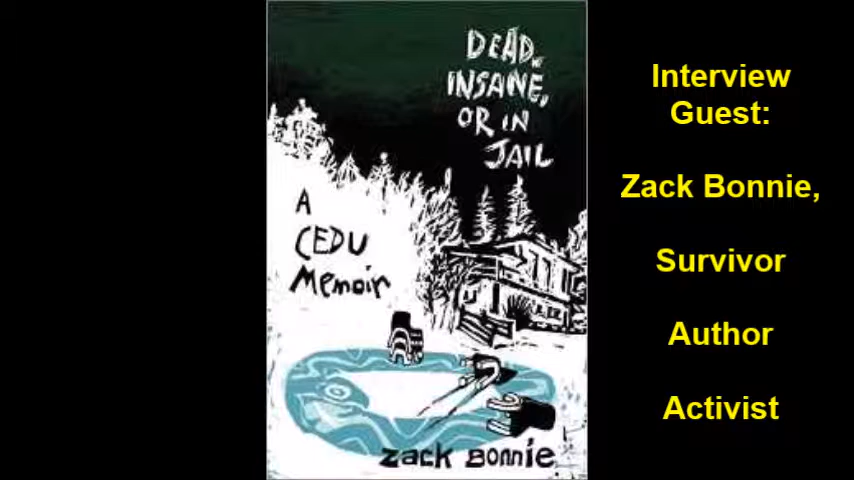 DEAD,
INSANE,
OR IN
JAIL
A
CEDU
Memoir
zack Bonnie
Interview
Guest:
Zack Bonnie,
Survivor
Author
Activist